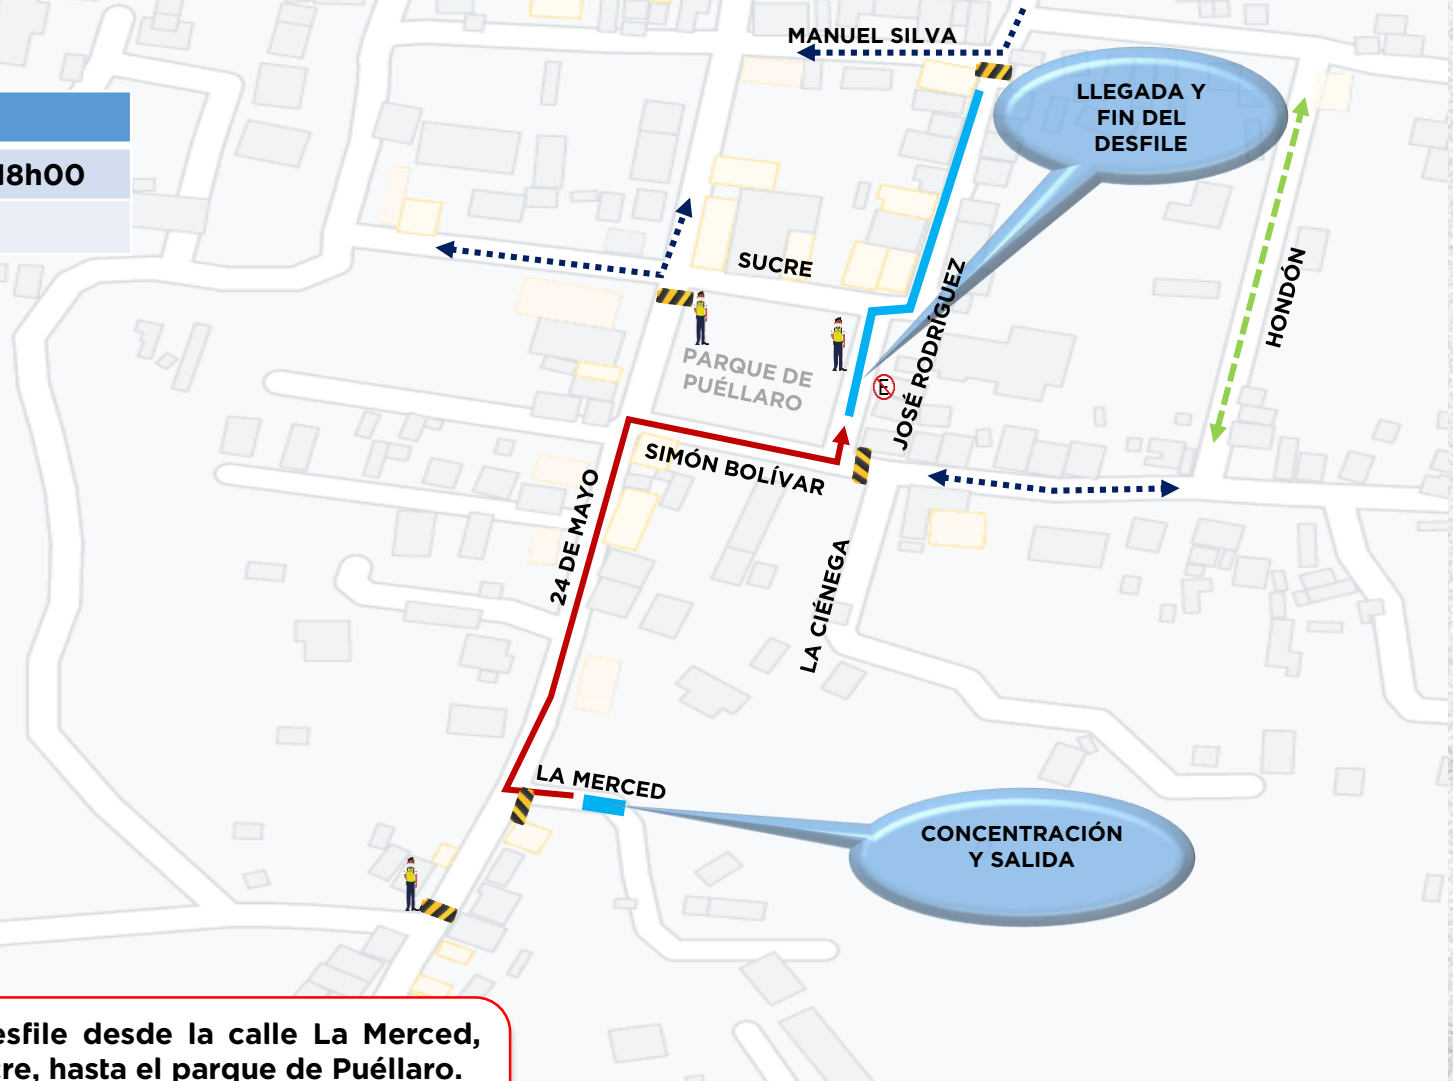 MANUEL SILVA
LLEGADA Y
FIN DEL
DESFILE
18h00
SUCRE
HONDÓN
JOSÉ RODRÍGUEZ
PARQUE DE
PUÉLLARO
E
SIMÓN BOLÍVAR
24 DE MAYO
LA CIÉNEGA
LA MERCED
CONCENTRACIÓN
Y SALIDA
esfile desde la calle La Merced,
cre, hasta el parque de Puéllaro.